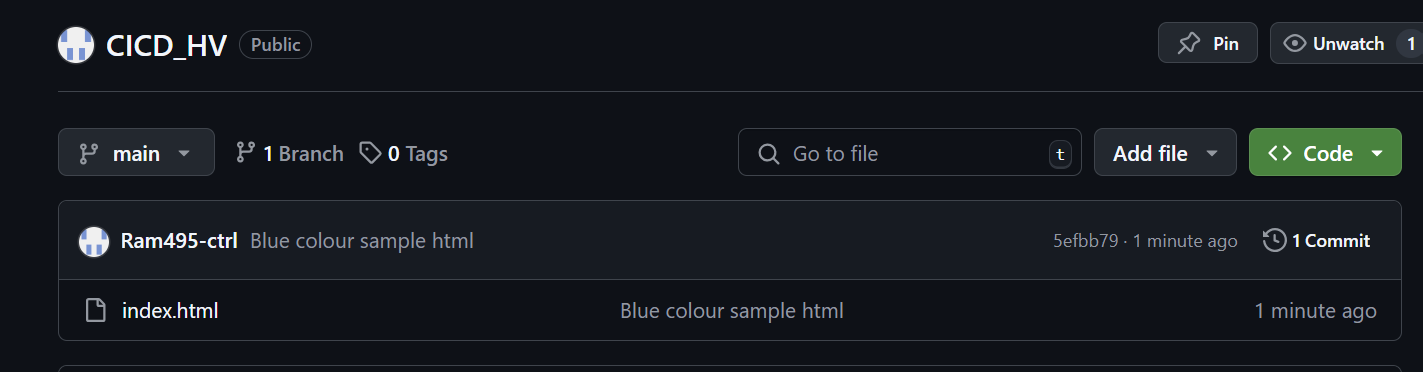 CICD_HV Public Pin Unwatch 1
main 1 Branch 0 Tags Go to file t Add file Code
Ram495-ctrl Blue colour sample html 5efbb79 · 1 minute ago 1 Commit
index.html Blue colour sample html 1 minute ago